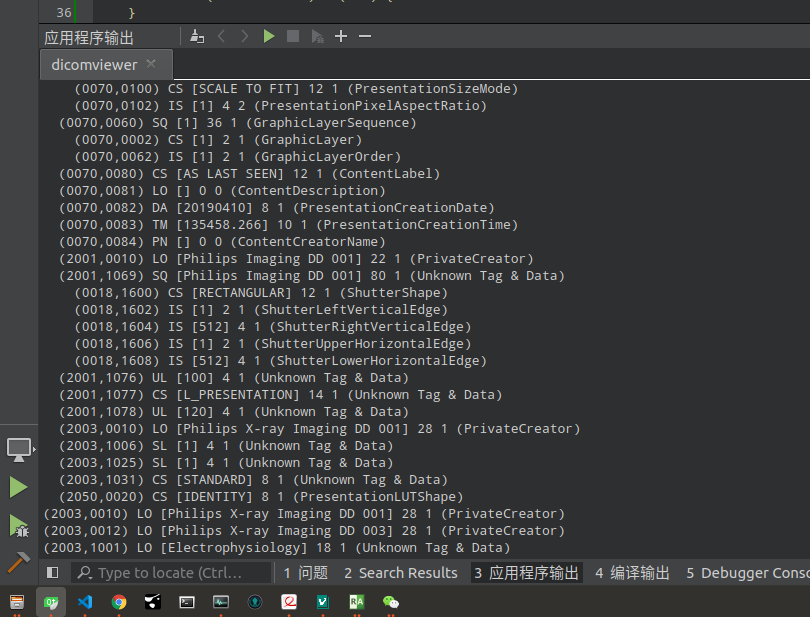 36 }
应用程序输出
dicomviewer
(0070,0100) CS [SCALE TO FIT] 12 1 (PresentationSizeMode)
(0070,0102) IS [1] 4 2 (PresentationPixelAspectRatio)
(0070,0060) SQ [1] 36 1 (GraphicLayerSequence)
(0070,0002) CS [1] 2 1 (GraphicLayer)
(0070,0062) IS [1] 2 1 (GraphicLayerOrder)
(0070,0080) CS [AS LAST SEEN] 12 1 (ContentLabel)
(0070,0081) LO [] 0 0 (ContentDescription)
(0070,0082) DA [20190410] 8 1 (PresentationCreationDate)
(0070,0083) TM [135458.266] 10 1 (PresentationCreationTime)
(0070,0084) PN [] 0 0 (ContentCreatorName)
(2001,0010) LO [Philips Imaging DD 001] 22 1 (PrivateCreator)
(2001,1069) SQ [Philips Imaging DD 001] 80 1 (Unknown Tag & Data)
(0018,1600) CS [RECTANGULAR] 12 1 (ShutterShape)
(0018,1602) IS [1] 2 1 (ShutterLeftVerticalEdge)
(0018,1604) IS [512] 4 1 (ShutterRightVerticalEdge)
(0018,1606) IS [1] 2 1 (ShutterUpperHorizontalEdge)
(0018,1608) IS [512] 4 1 (ShutterLowerHorizontalEdge)
(2001,1076) UL [100] 4 1 (Unknown Tag & Data)
(2001,1077) CS [L_PRESENTATION] 14 1 (Unknown Tag & Data)
(2001,1078) UL [120] 4 1 (Unknown Tag & Data)
(2003,0010) LO [Philips X-ray Imaging DD 001] 28 1 (PrivateCreator)
(2003,1006) SL [1] 4 1 (Unknown Tag & Data)
(2003,1025) SL [1] 4 1 (Unknown Tag & Data)
(2003,1031) CS [STANDARD] 8 1 (Unknown Tag & Data)
(2050,0020) CS [IDENTITY] 8 1 (PresentationLUTShape)
(2003,0010) LO [Philips X-ray Imaging DD 001] 28 1 (PrivateCreator)
(2003,0012) LO [Philips X-ray Imaging DD 003] 28 1 (PrivateCreator)
(2003,1001) LO [Electrophysiology] 18 1 (Unknown Tag & Data)
Type to locate (Ctrl... 1 问题 2 Search Results 3 应用程序输出 4 编译输出 5 Debugger Conso